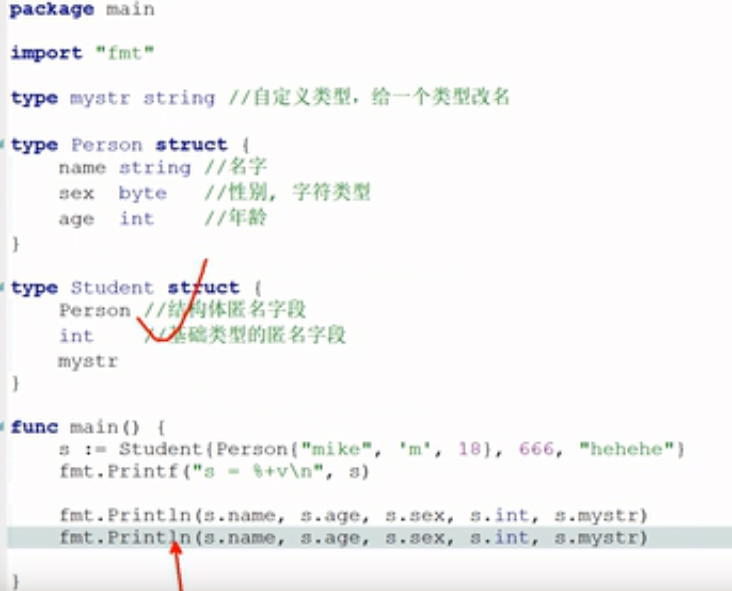 package main
import "fmt"
type mystr string //自定义类型，给一个类型改名
type Person struct {
name string //名字
sex byte //性别, 字符类型
age int //年龄
}
type Student struct {
Person //结构体匿名字段
int //基础类型的匿名字段
mystr
}
func main() {
s := Student{Person{"mike", 'm', 18}, 666, "hehehe"}
fmt.Printf("s = %+v\n", s)
fmt.Println(s.name, s.age, s.sex, s.int, s.mystr)
fmt.Println(s.name, s.age, s.sex, s.int, s.mystr)
}